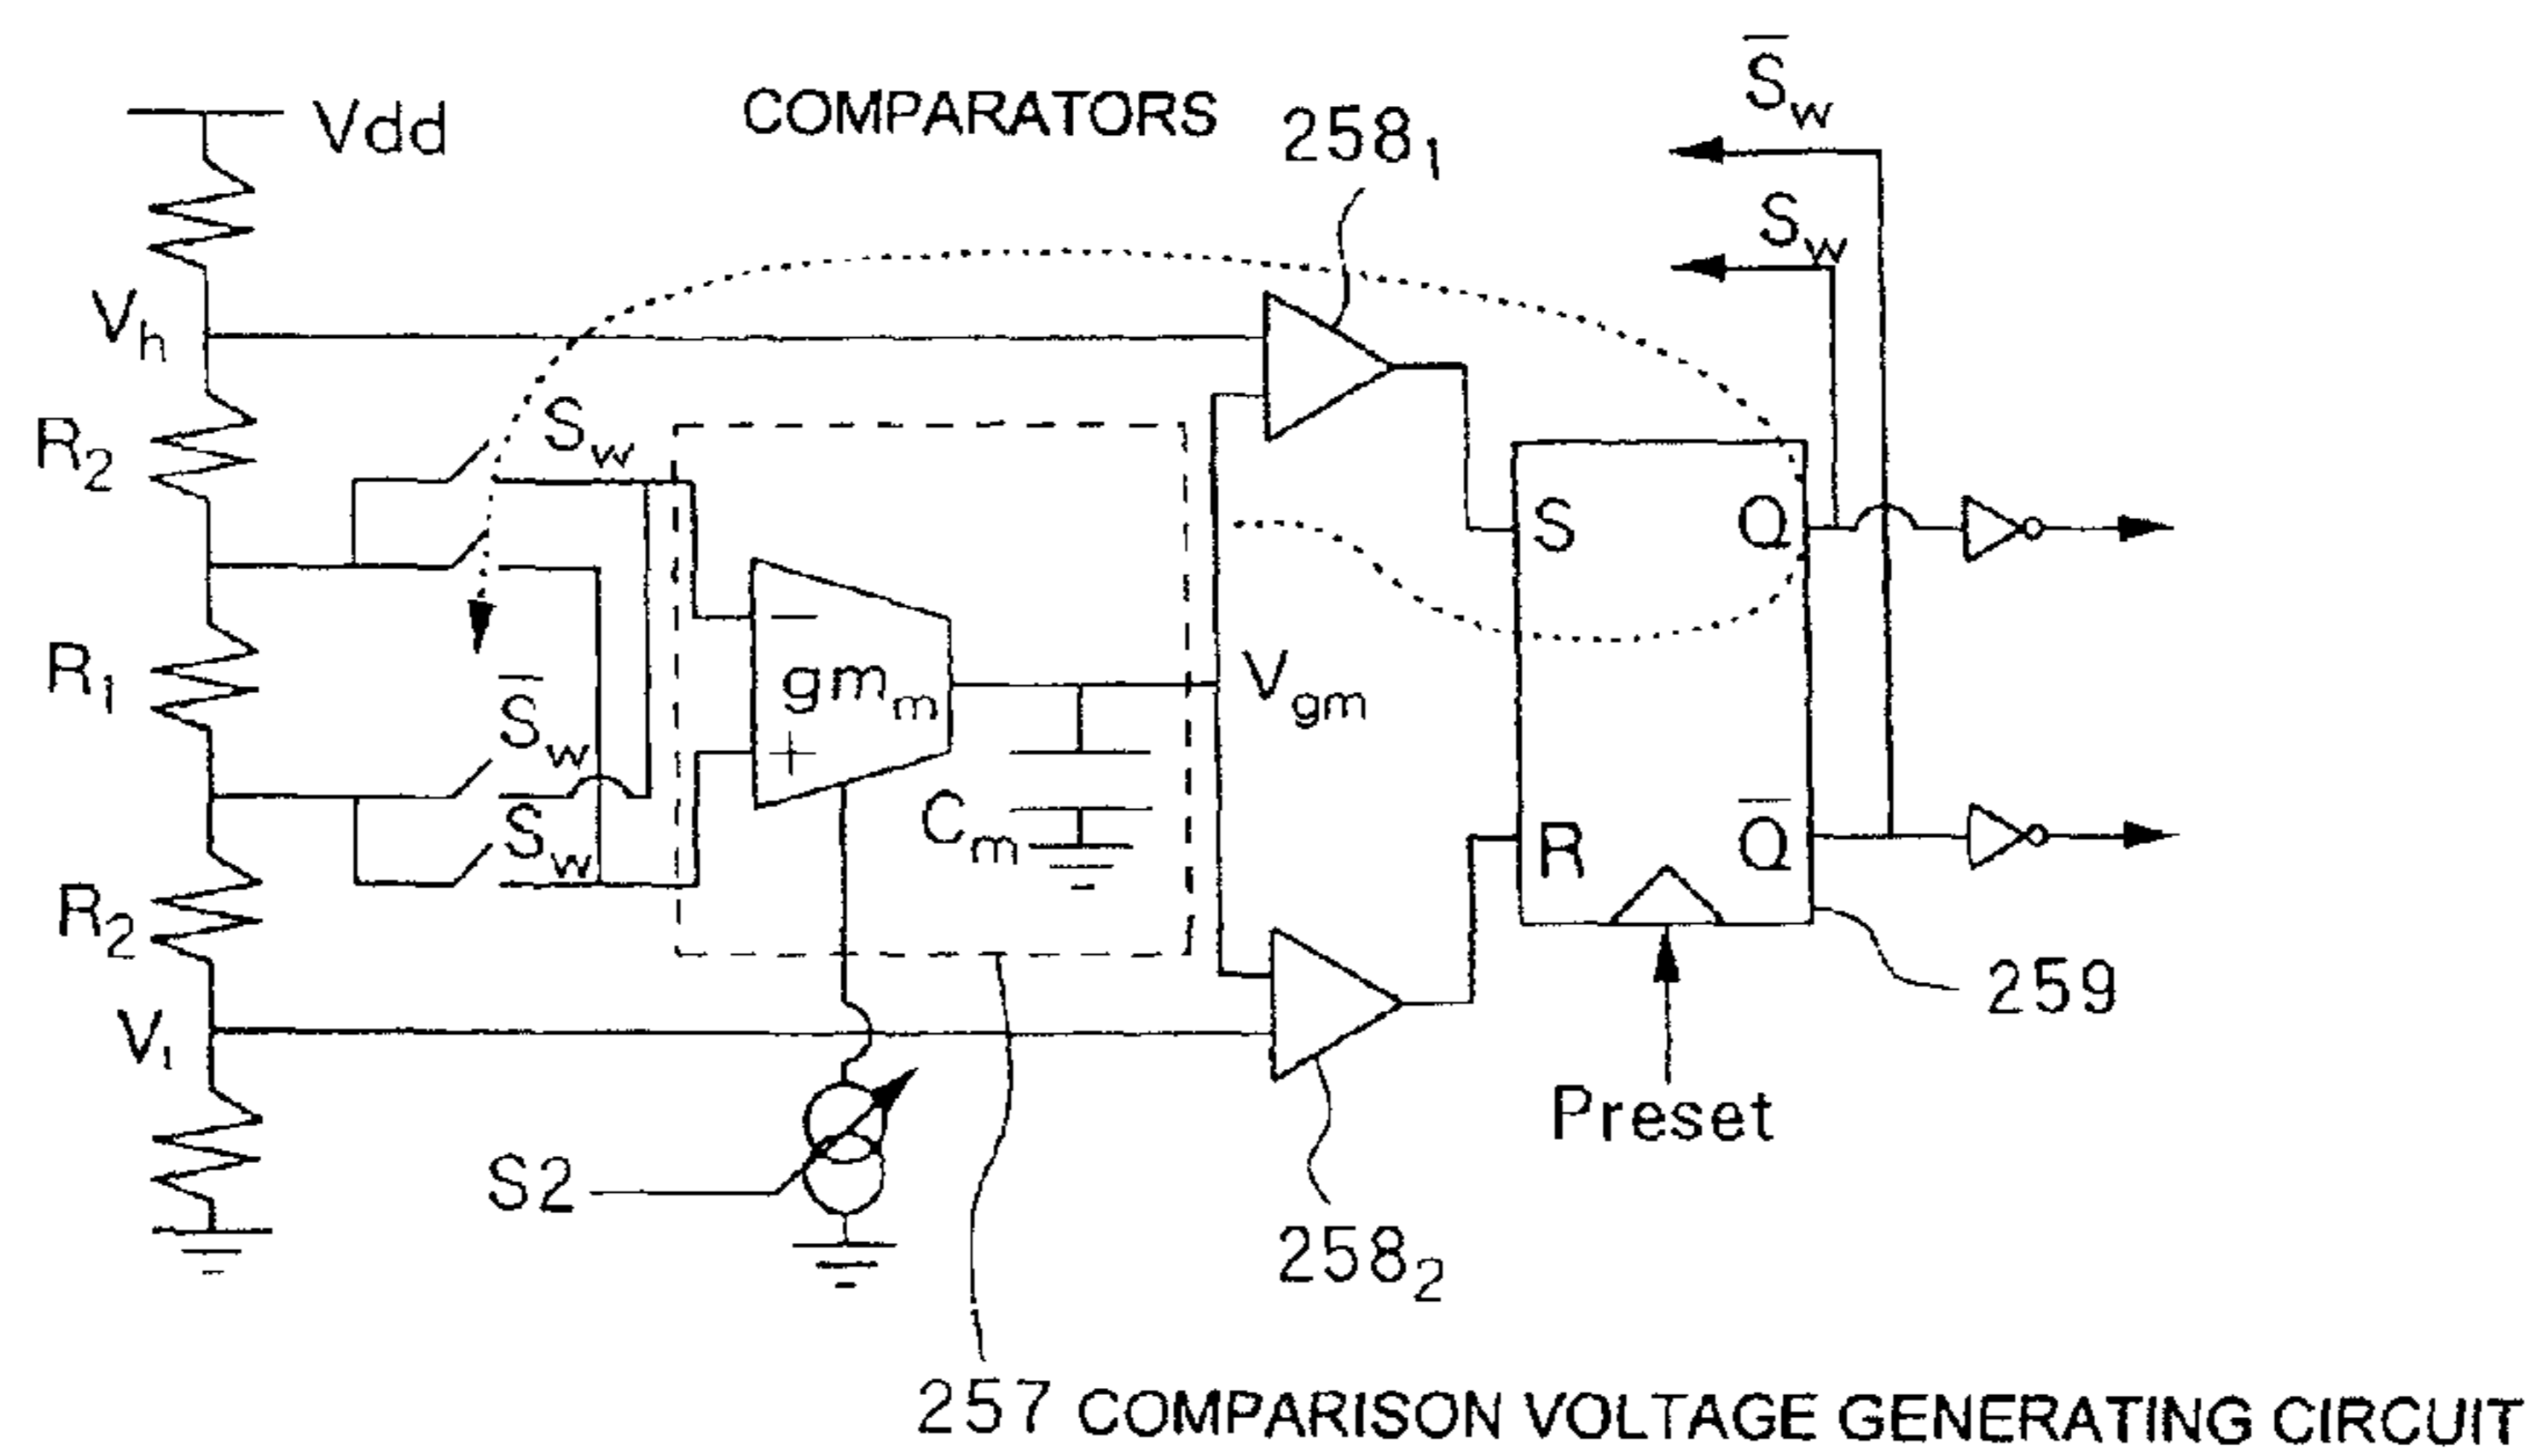 S̅w
Vdd
COMPARATORS
258₁
Sw
Vh
R₂
Sw
S
Q
R₁
−
gmm
+
Vgm
S̅w
Cm
Sw
R
Q̅
R₂
259
Vl
Preset
S2
258₂
257 COMPARISON VOLTAGE GENERATING CIRCUIT